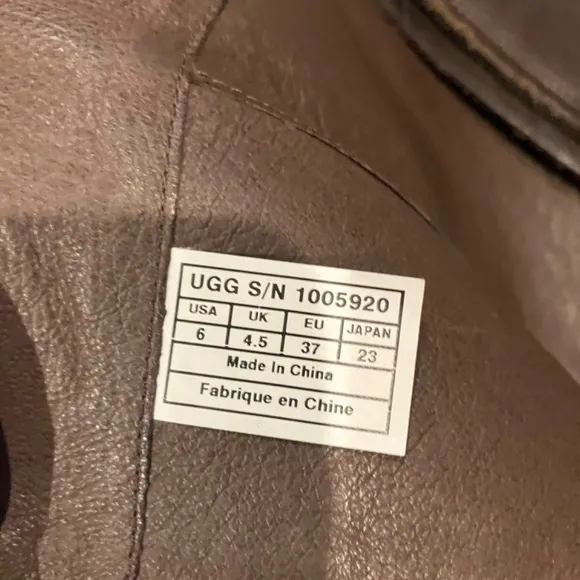 UGG S/N 1005920
USA UK EU JAPAN
6 4.5 37 23
Made In China
Fabrique en Chine